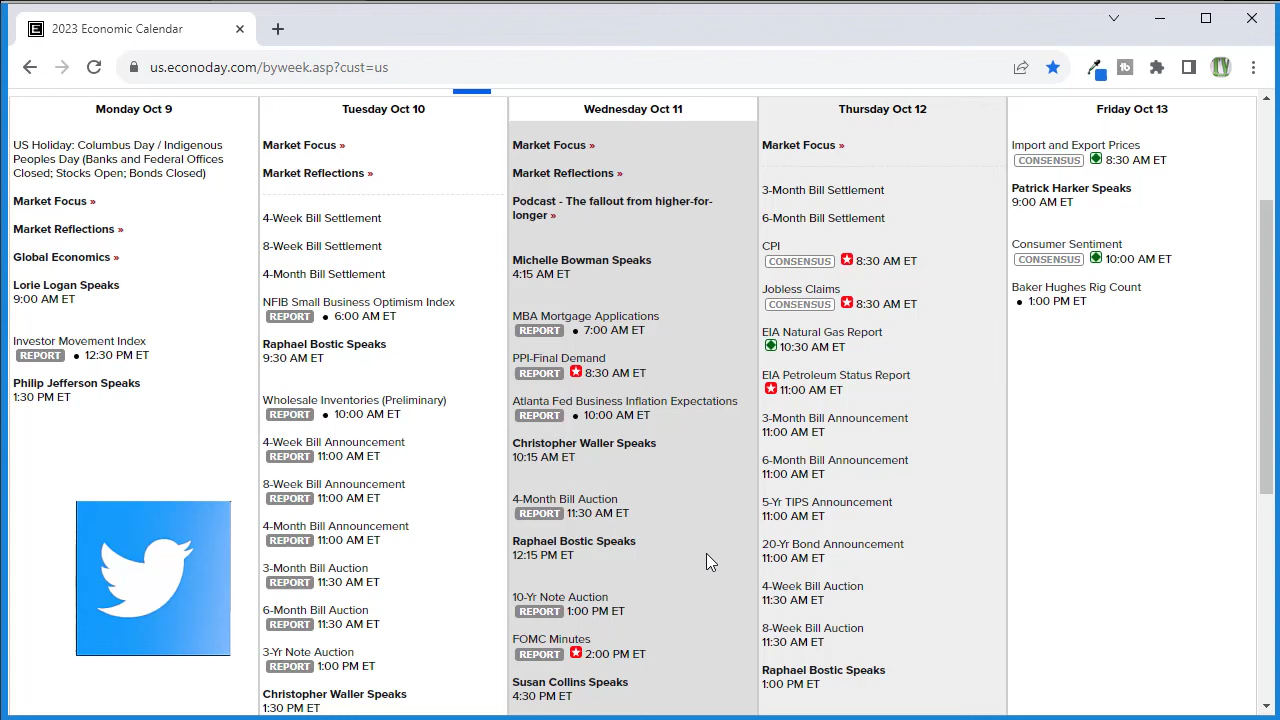 2023 Economic Calendar
us.econoday.com/byweek.asp?cust=us
Monday Oct 9
US Holiday: Columbus Day / Indigenous
Peoples Day (Banks and Federal Offices
Closed; Stocks Open; Bonds Closed)
Market Focus »
Market Reflections »
Global Economics »
Lorie Logan Speaks
9:00 AM ET
Investor Movement Index
REPORT • 12:30 PM ET
Philip Jefferson Speaks
1:30 PM ET
Tuesday Oct 10
Market Focus »
Market Reflections »
4-Week Bill Settlement
8-Week Bill Settlement
4-Month Bill Settlement
NFIB Small Business Optimism Index
REPORT • 6:00 AM ET
Raphael Bostic Speaks
9:30 AM ET
Wholesale Inventories (Preliminary)
REPORT • 10:00 AM ET
4-Week Bill Announcement
REPORT 11:00 AM ET
8-Week Bill Announcement
REPORT 11:00 AM ET
4-Month Bill Announcement
REPORT 11:00 AM ET
3-Month Bill Auction
REPORT 11:30 AM ET
6-Month Bill Auction
REPORT 11:30 AM ET
3-Yr Note Auction
REPORT 1:00 PM ET
Christopher Waller Speaks
1:30 PM ET
Wednesday Oct 11
Market Focus »
Market Reflections »
Podcast - The fallout from higher-for-
longer »
Michelle Bowman Speaks
4:15 AM ET
MBA Mortgage Applications
REPORT • 7:00 AM ET
PPI-Final Demand
REPORT 8:30 AM ET
Atlanta Fed Business Inflation Expectations
REPORT • 10:00 AM ET
Christopher Waller Speaks
10:15 AM ET
4-Month Bill Auction
REPORT 11:30 AM ET
Raphael Bostic Speaks
12:15 PM ET
10-Yr Note Auction
REPORT 1:00 PM ET
FOMC Minutes
REPORT 2:00 PM ET
Susan Collins Speaks
4:30 PM ET
Thursday Oct 12
Market Focus »
3-Month Bill Settlement
6-Month Bill Settlement
CPI
CONSENSUS 8:30 AM ET
Jobless Claims
CONSENSUS 8:30 AM ET
EIA Natural Gas Report
10:30 AM ET
EIA Petroleum Status Report
11:00 AM ET
3-Month Bill Announcement
11:00 AM ET
6-Month Bill Announcement
11:00 AM ET
5-Yr TIPS Announcement
11:00 AM ET
20-Yr Bond Announcement
11:00 AM ET
4-Week Bill Auction
11:30 AM ET
8-Week Bill Auction
11:30 AM ET
Raphael Bostic Speaks
1:00 PM ET
Friday Oct 13
Import and Export Prices
CONSENSUS 8:30 AM ET
Patrick Harker Speaks
9:00 AM ET
Consumer Sentiment
CONSENSUS 10:00 AM ET
Baker Hughes Rig Count
• 1:00 PM ET